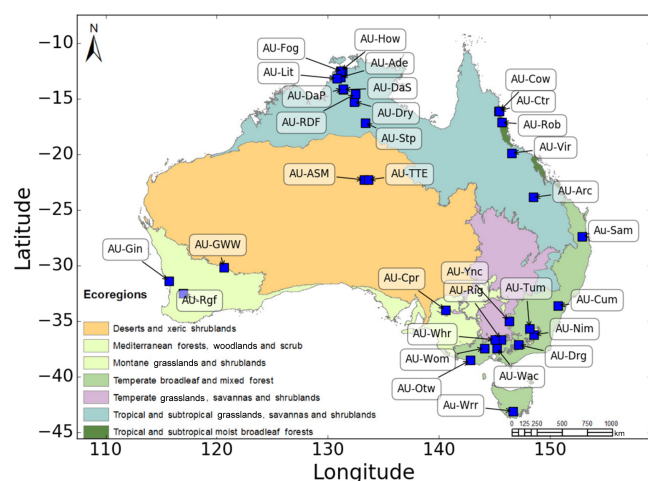 N
−10
−15
−20
−25
−30
−35
−40
−45
Latitude
110
120
130
140
150
Longitude
AU-Fog
AU-How
AU-Lit
AU-Ade
AU-DaP
AU-DaS
AU-RDF
AU-Dry
AU-Stp
AU-Cow
AU-Ctr
AU-Rob
AU-Vir
AU-ASM
AU-TTE
AU-Arc
AU-Sam
AU-Gin
AU-GWW
AU-Rgf
AU-Cpr
AU-Ync
AU-Rig
AU-Tum
AU-Cum
AU-Whr
AU-Nim
AU-Wom
AU-Drg
AU-Otw
AU-Wac
Au-Wrr
Ecoregions
Deserts and xeric shrublands
Mediterranean forests, woodlands and scrub
Montane grasslands and shrublands
Temperate broadleaf and mixed forest
Temperate grasslands, savannas and shrublands
Tropical and subtropical grasslands, savannas and shrublands
Tropical and subtropical moist broadleaf forests
0 125 250 500 750 1000
km